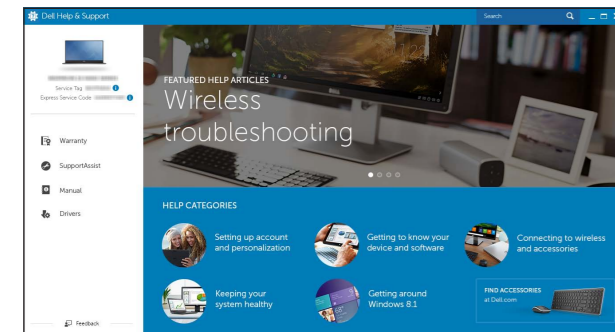 Dell Help & Support
Search
Service Tag
Express Service Code
Warranty
SupportAssist
Manual
Drivers
Feedback
FEATURED HELP ARTICLES
Wireless
troubleshooting
HELP CATEGORIES
Setting up account
and personalization
Getting to know your
device and software
Connecting to wireless
and accessories
Keeping your
system healthy
Getting around
Windows 8.1
FIND ACCESSORIES
at Dell.com